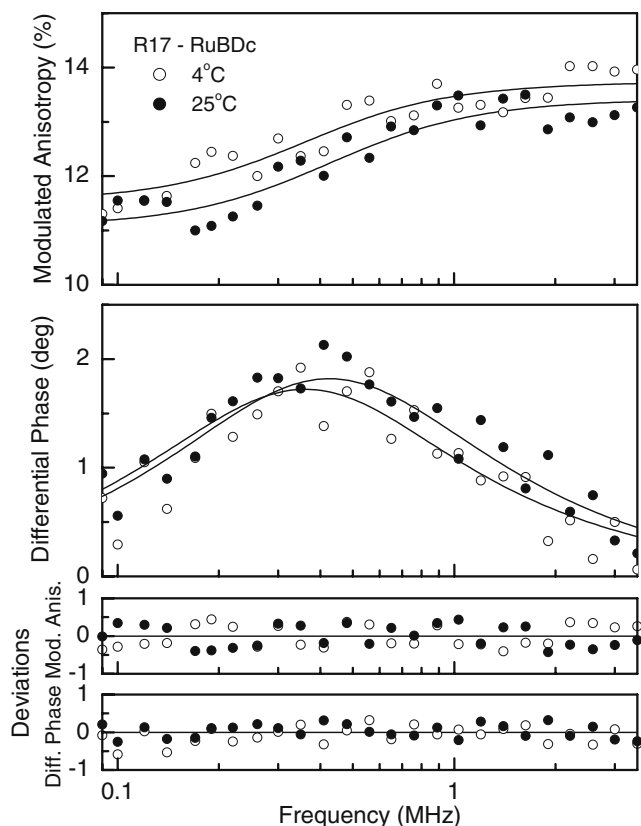 Modulated Anisotropy (%)
14
12
10
R17 - RuBDc
4°C
25°C
Differential Phase (deg)
2
1
0
Deviations
Mod. Anis.
1
0
-1
Diff. Phase
1
0
-1
0.1
1
Frequency (MHz)